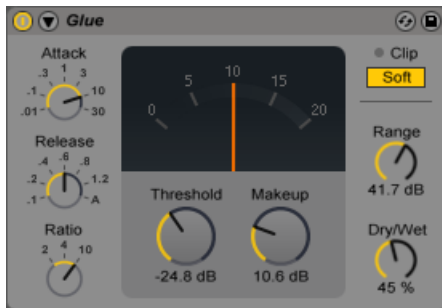 Glue
Attack
.01 .1 .3 1 3 10 30
Release
.1 .2 .4 .6 .8 1.2 A
Ratio
2 4 10
0 5 10 15 20
Threshold
-24.8 dB
Makeup
10.6 dB
Clip
Soft
Range
41.7 dB
Dry/Wet
45 %